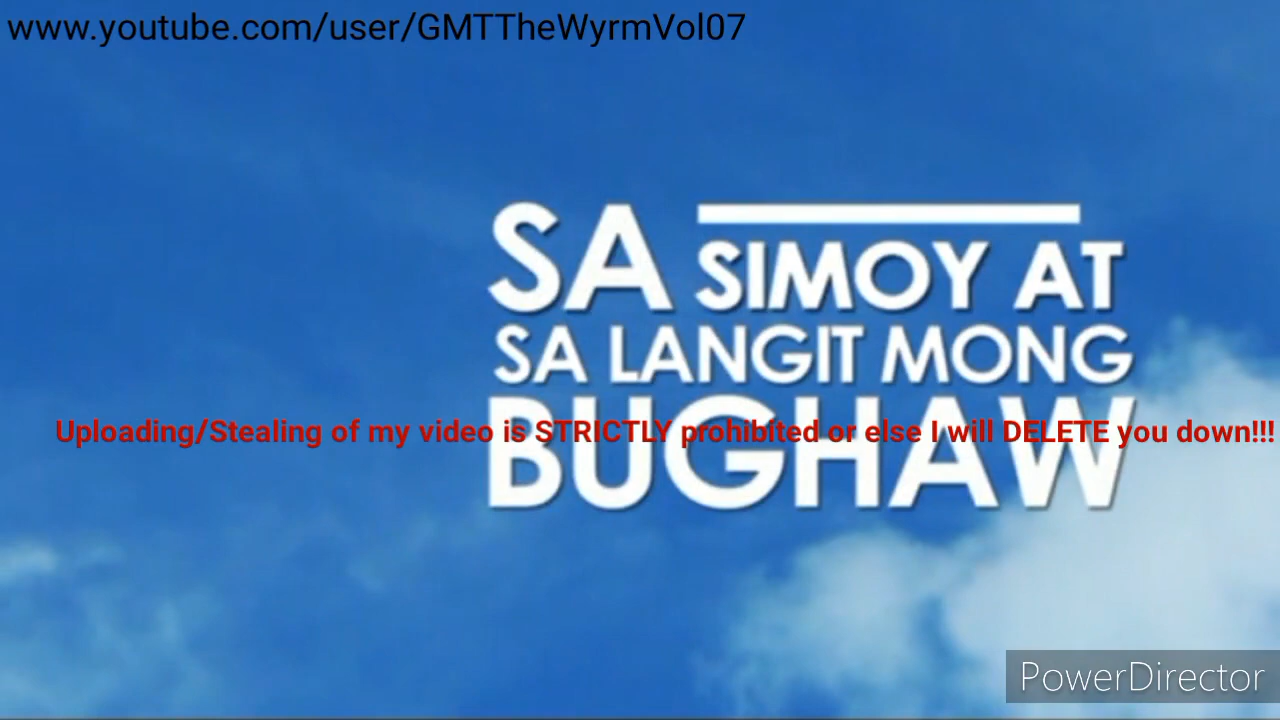 www.youtube.com/user/GMTTheWyrmVol07
SA SIMOY AT
SA LANGIT MONG
Uploading/Stealing of my video is STRICTLY prohibited or else I will DELETE you down!!!
BUGHAW
PowerDirector